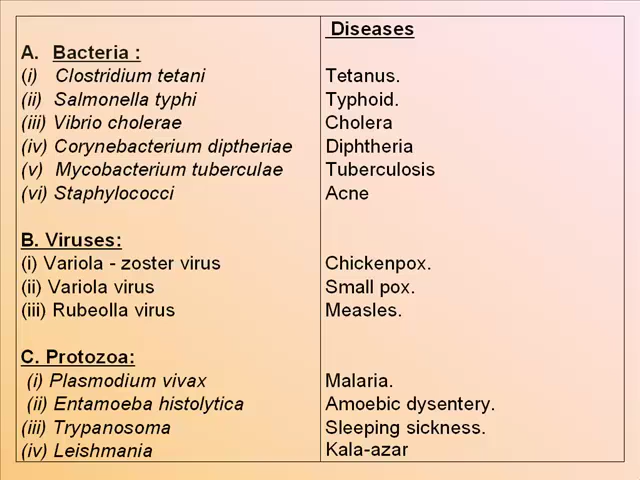 Diseases
A. Bacteria :
(i) Clostridium tetani Tetanus.
(ii) Salmonella typhi Typhoid.
(iii) Vibrio cholerae Cholera
(iv) Corynebacterium diptheriae Diphtheria
(v) Mycobacterium tuberculae Tuberculosis
(vi) Staphylococci Acne
B. Viruses:
(i) Variola - zoster virus Chickenpox.
(ii) Variola virus Small pox.
(iii) Rubeolla virus Measles.
C. Protozoa:
(i) Plasmodium vivax Malaria.
(ii) Entamoeba histolytica Amoebic dysentery.
(iii) Trypanosoma Sleeping sickness.
(iv) Leishmania Kala-azar